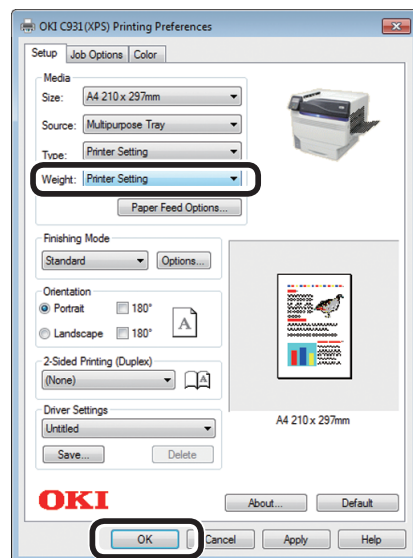 OKI C931(XPS) Printing Preferences
Setup Job Options Color
Media
Size: A4 210 x 297mm
Source: Multipurpose Tray
Type: Printer Setting
Weight: Printer Setting
Paper Feed Options...
Finishing Mode
Standard Options...
Orientation
Portrait 180°
Landscape 180°
A
2-Sided Printing (Duplex)
(None)
A
Driver Settings
Untitled
A4 210 x 297mm
Save... Delete
OKI
About... Default
OK Cancel Apply Help